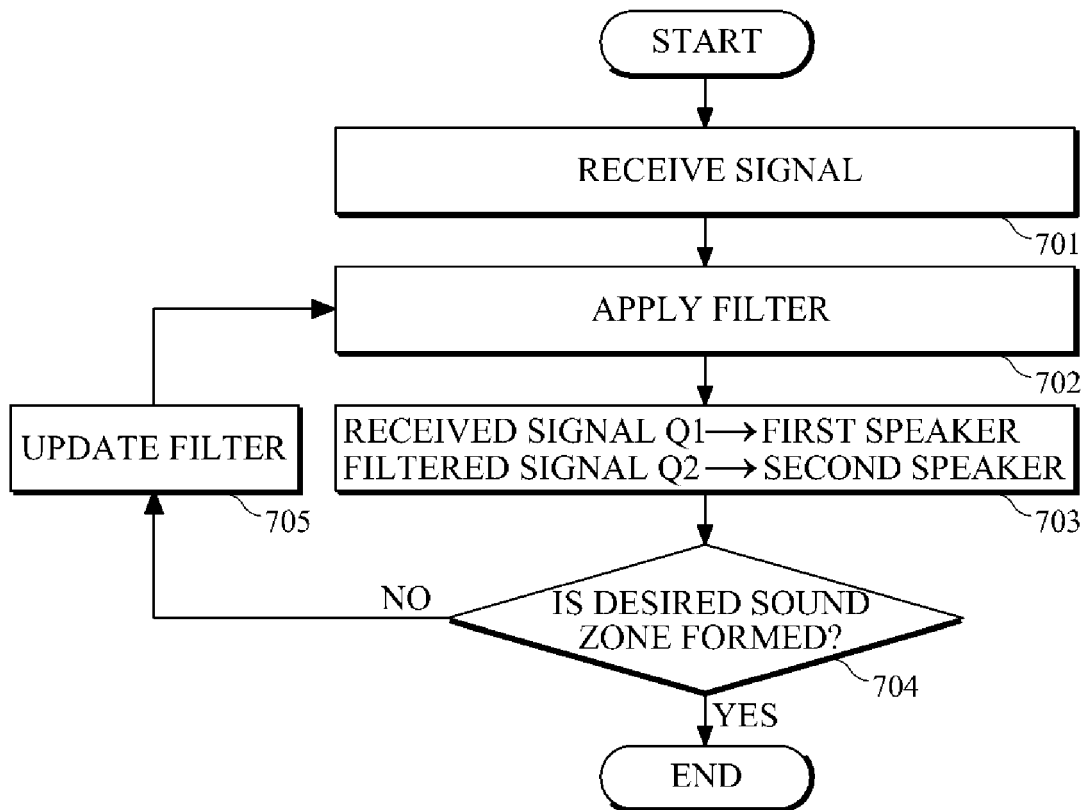 START
RECEIVE SIGNAL
701
APPLY FILTER
702
RECEIVED SIGNAL Q1→FIRST SPEAKER
FILTERED SIGNAL Q2→SECOND SPEAKER
703
UPDATE FILTER
705
IS DESIRED SOUND
ZONE FORMED?
704
NO
YES
END